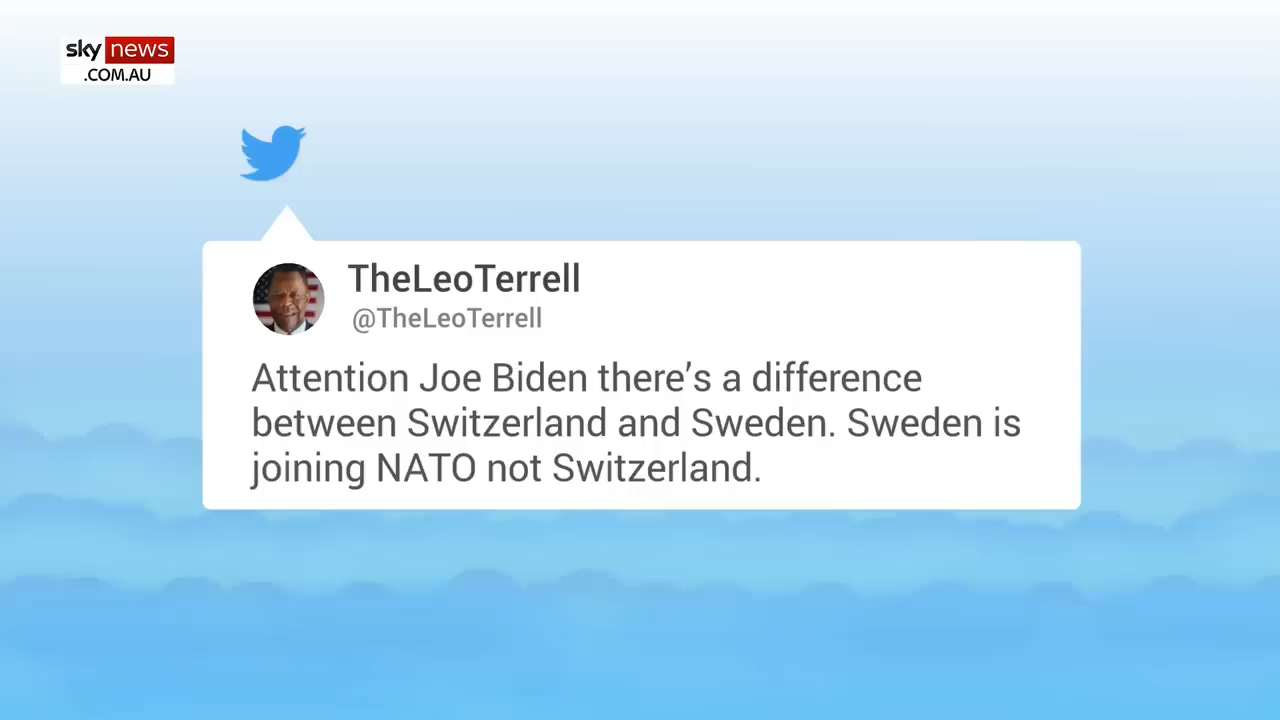 sky news
.COM.AU
TheLeoTerrell
@TheLeoTerrell
Attention Joe Biden there's a difference
between Switzerland and Sweden. Sweden is
joining NATO not Switzerland.